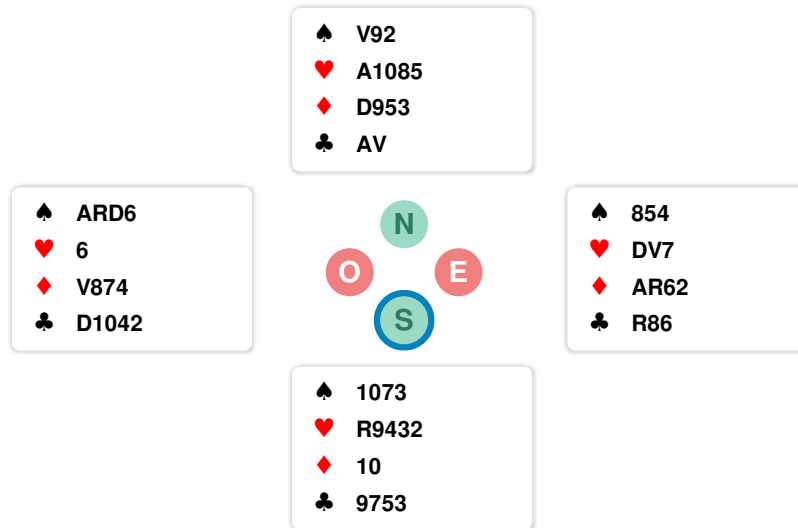 ♠ V92
♥ A1085
♦ D953
♣ AV
♠ ARD6
♥ 6
♦ V874
♣ D1042
N
O E
S
♠ 854
♥ DV7
♦ AR62
♣ R86
♠ 1073
♥ R9432
♦ 10
♣ 9753